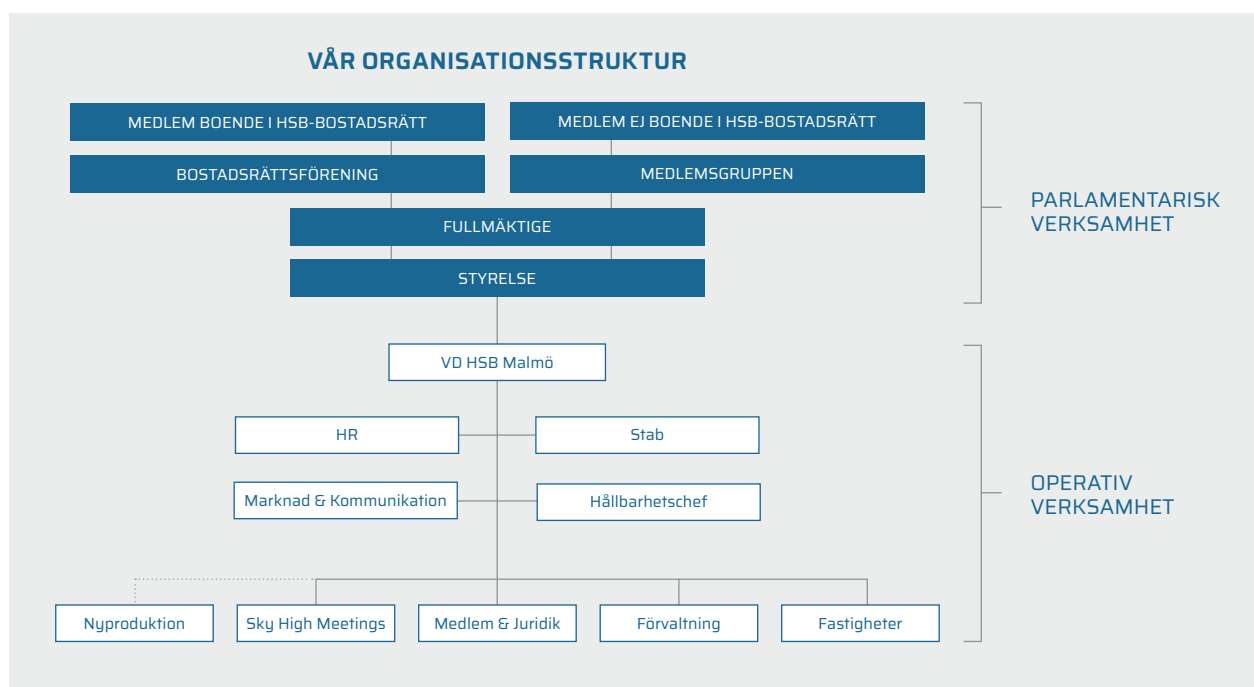 VÅR ORGANISATIONSSTRUKTUR
MEDLEM BOENDE I HSB-BOSTADSRÄTT
MEDLEM EJ BOENDE I HSB-BOSTADSRÄTT
BOSTADSRÄTTSFÖRENING
MEDLEMSGRUPPEN
FULLMÄKTIGE
STYRELSE
PARLAMENTARISK
VERKSAMHET
VD HSB Malmö
HR
Stab
Marknad & Kommunikation
Hållbarhetschef
OPERATIV
VERKSAMHET
Nyproduktion
Sky High Meetings
Medlem & Juridik
Förvaltning
Fastigheter